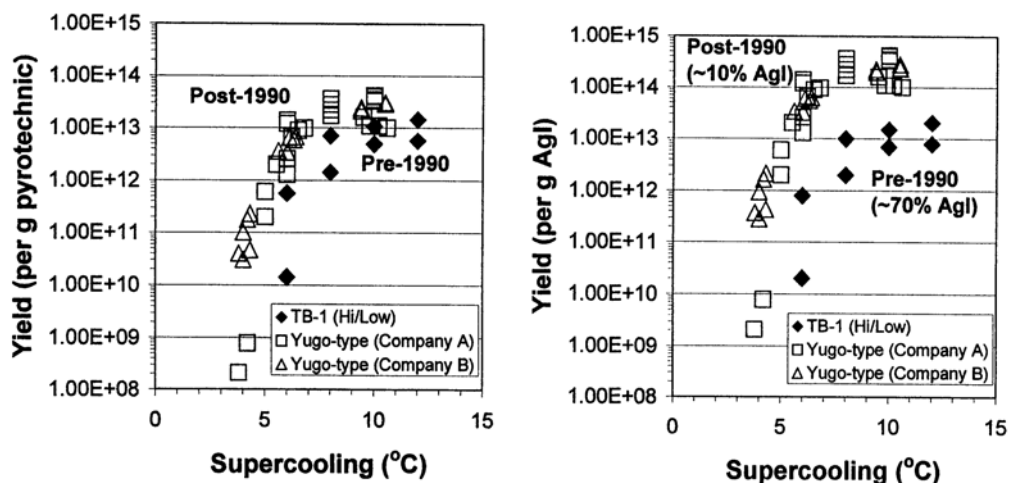 Yield (per g pyrotechnic)
1.00E+15
1.00E+14
1.00E+13
1.00E+12
1.00E+11
1.00E+10
1.00E+09
1.00E+08
Post-1990
Pre-1990
TB-1 (Hi/Low)
Yugo-type (Company A)
Yugo-type (Company B)
0 5 10 15
Supercooling (°C)
Yield (per g AgI)
1.00E+15
1.00E+14
1.00E+13
1.00E+12
1.00E+11
1.00E+10
1.00E+09
1.00E+08
Post-1990
(~10% AgI)
Pre-1990
(~70% AgI)
TB-1 (Hi/Low)
Yugo-type (Company A)
Yugo-type (Company B)
0 5 10 15
Supercooling (°C)